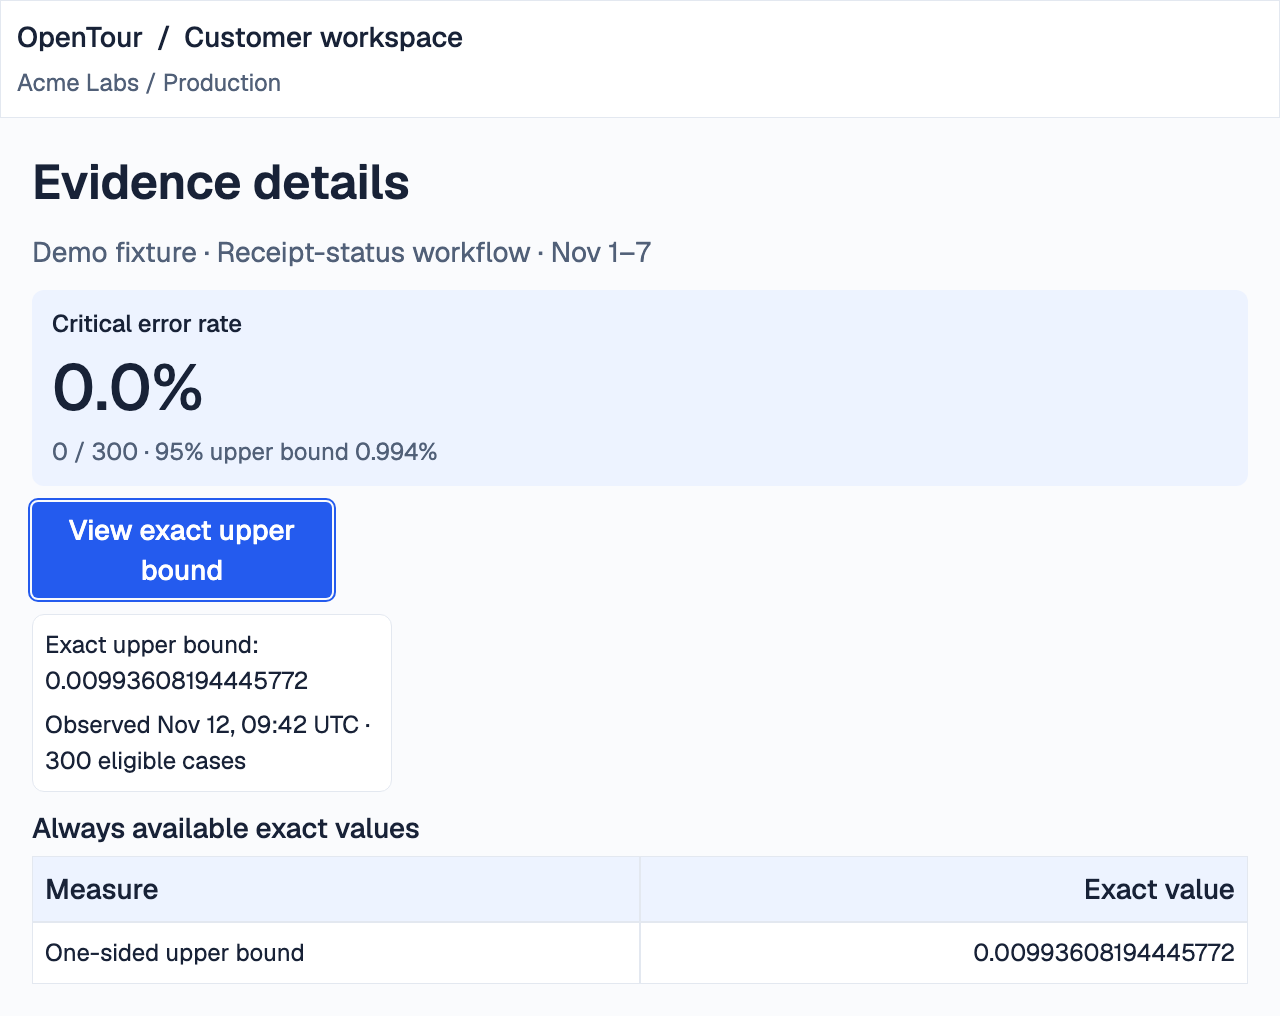 OpenTour / Customer workspace
Acme Labs / Production
Evidence details
Demo fixture · Receipt-status workflow · Nov 1–7
Critical error rate
0.0%
0 / 300 · 95% upper bound 0.994%
View exact upper
bound
Exact upper bound:
0.00993608194445772
Observed Nov 12, 09:42 UTC ·
300 eligible cases
Always available exact values
Measure Exact value
One-sided upper bound 0.00993608194445772